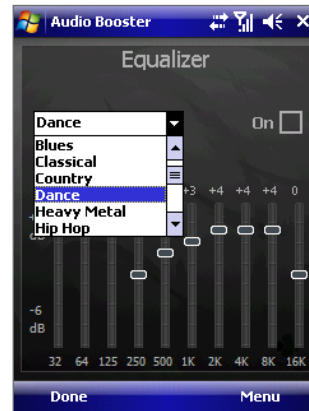 Audio Booster
Equalizer
Dance
On
Blues
Classical
Country
Dance
Heavy Metal
Hip Hop
+3 +4 +4 +4 0
dB
-6
dB
32 64 125 250 500 1K 2K 4K 8K 16K
Done Menu